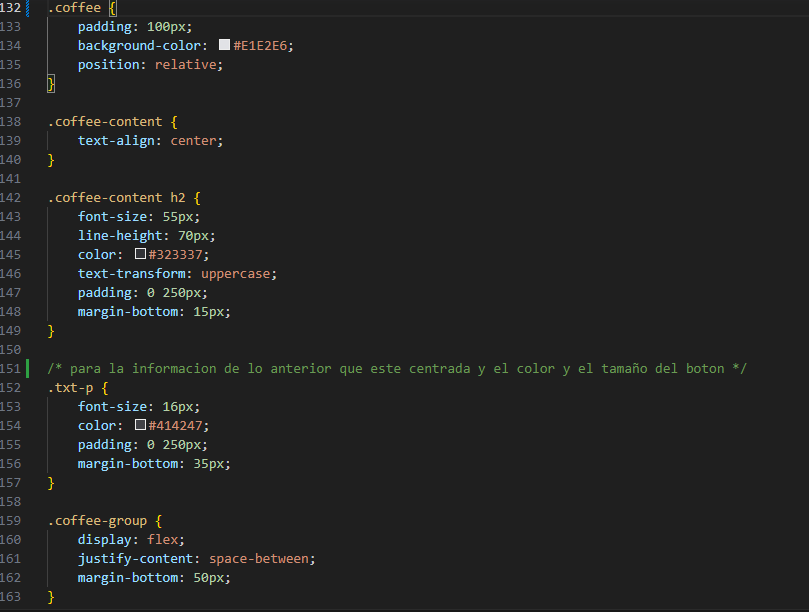 132 .coffee {
133     padding: 100px;
134     background-color: #E1E2E6;
135     position: relative;
136 }
137
138 .coffee-content {
139     text-align: center;
140 }
141
142 .coffee-content h2 {
143     font-size: 55px;
144     line-height: 70px;
145     color: #323337;
146     text-transform: uppercase;
147     padding: 0 250px;
148     margin-bottom: 15px;
149 }
150
151 /* para la informacion de lo anterior que este centrada y el color y el tamaño del boton */
152 .txt-p {
153     font-size: 16px;
154     color: #414247;
155     padding: 0 250px;
156     margin-bottom: 35px;
157 }
158
159 .coffee-group {
160     display: flex;
161     justify-content: space-between;
162     margin-bottom: 50px;
163 }